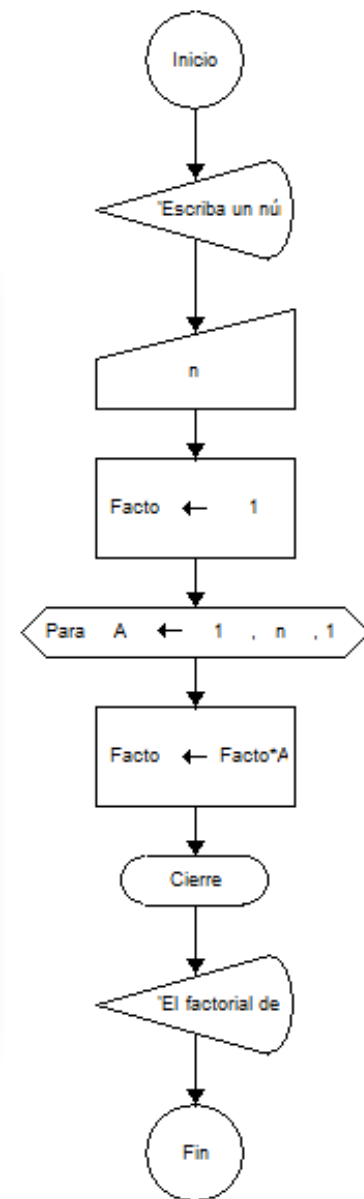 Inicio
'Escriba un nú
n
Facto ← 1
Para A ← 1 , n , 1
Facto ← Facto*A
Cierre
'El factorial de
Fin